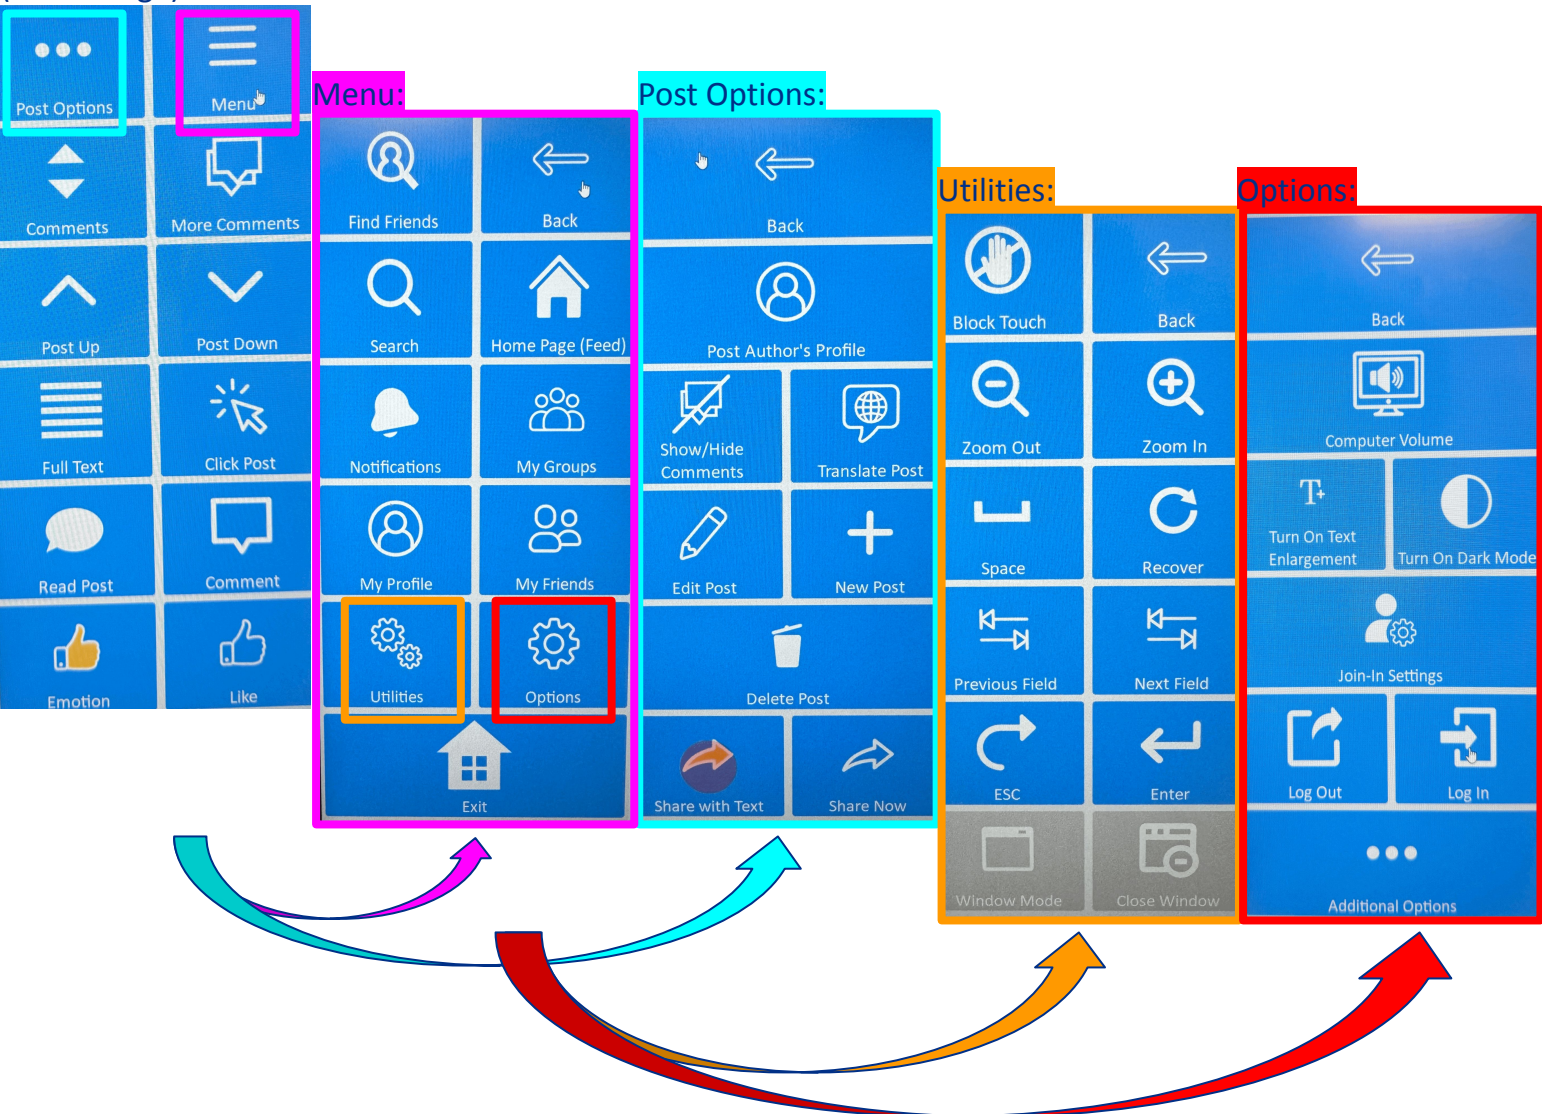 Post Options
Menu
Comments
More Comments
Post Up
Post Down
Full Text
Click Post
Read Post
Comment
Emotion
Like
Menu:
Find Friends
Back
Search
Home Page (Feed)
Notifications
My Groups
My Profile
My Friends
Utilities
Options
Exit
Post Options:
Back
Post Author's Profile
Show/Hide
Comments
Translate Post
Edit Post
New Post
Delete Post
Share with Text
Share Now
Utilities:
Block Touch
Back
Zoom Out
Zoom In
Space
Recover
Previous Field
Next Field
ESC
Enter
Window Mode
Close Window
Options:
Back
Computer Volume
T+
Turn On Text
Enlargement
Turn On Dark Mode
Join-In Settings
Log Out
Log In
Additional Options